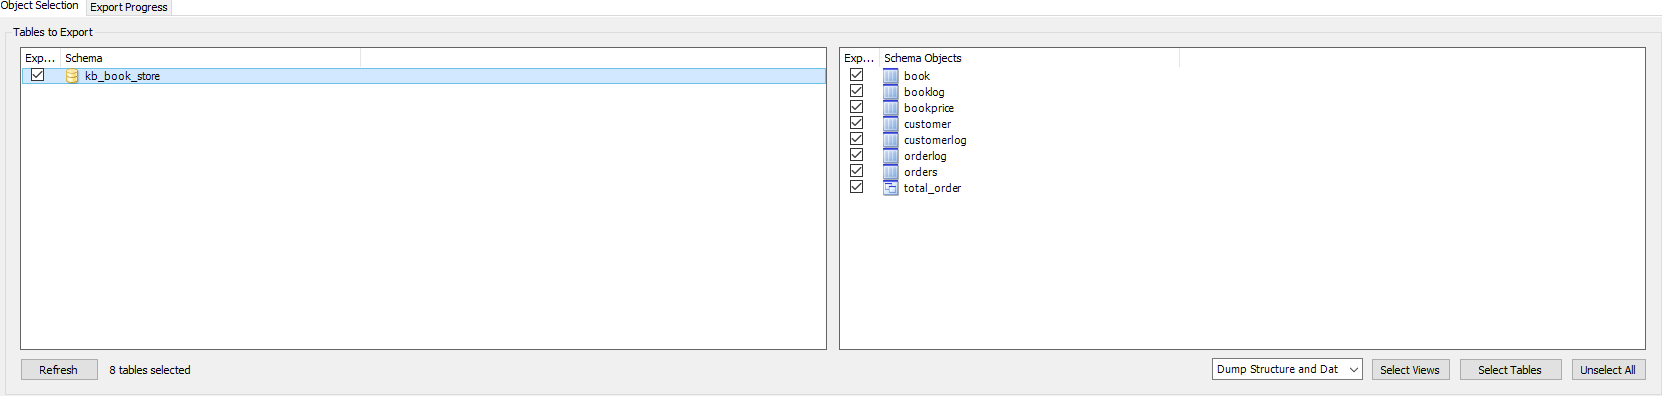 Object Selection
Export Progress
Tables to Export
Exp... Schema
kb_book_store
Exp... Schema Objects
book
booklog
bookprice
customer
customerlog
orderlog
orders
total_order
Refresh 8 tables selected Dump Structure and Dat Select Views Select Tables Unselect All